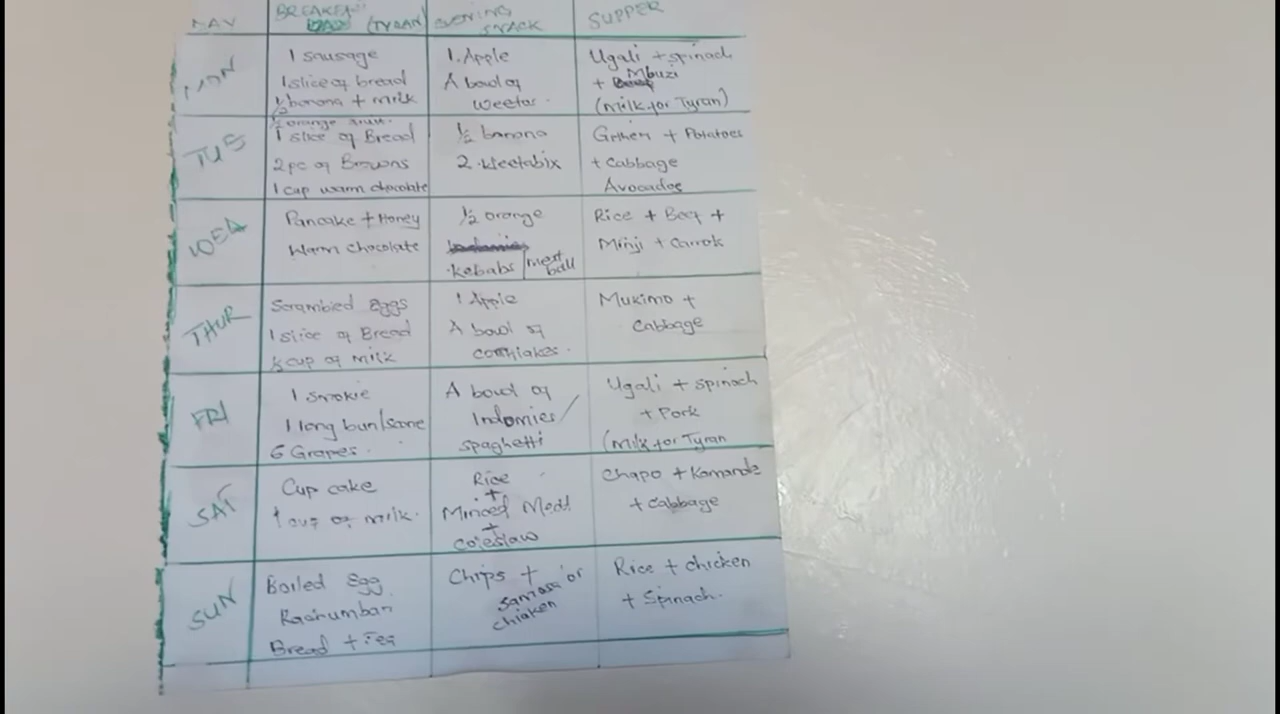 DAY
BREAKFAST
(TYRAN)
EVENING
SNACK
SUPPER
MON
1 sausage
1 slice of bread
½ banana + milk
1. Apple
A bowl of
weetos.
Ugali + spinach
+ Mbuzi
(milk for Tyran)
TUS
½ orange
1 slice of Bread
2pc of Browns
1 cup warm chocolate
½ banana
2. Weetabix
Githeri + Potatoes
+ Cabbage
Avocados
WED
Pancake + Honey
Warm chocolate
½ orange
kebabs / meat
ball
Rice + Beef +
Minji + Carrots
THUR
Scrambled Eggs
1 slice of Bread
½ cup of milk
1 Apple
A bowl of
cornflakes.
Mukimo +
Cabbage
FRI
1 smokie
1 long bun/scone
6 Grapes.
A bowl of
Indomies/
spaghetti
Ugali + spinach
+ Pork
(milk for Tyran
SAT
Cup cake
1 cup of milk.
Rice
+
Minced Meat
+
coleslaw
Chapo + Kamande
+ cabbage
SUN
Boiled Egg
Kachumbari
Bread + Tea
Chips +
samosa or
chicken
Rice + chicken
+ Spinach.